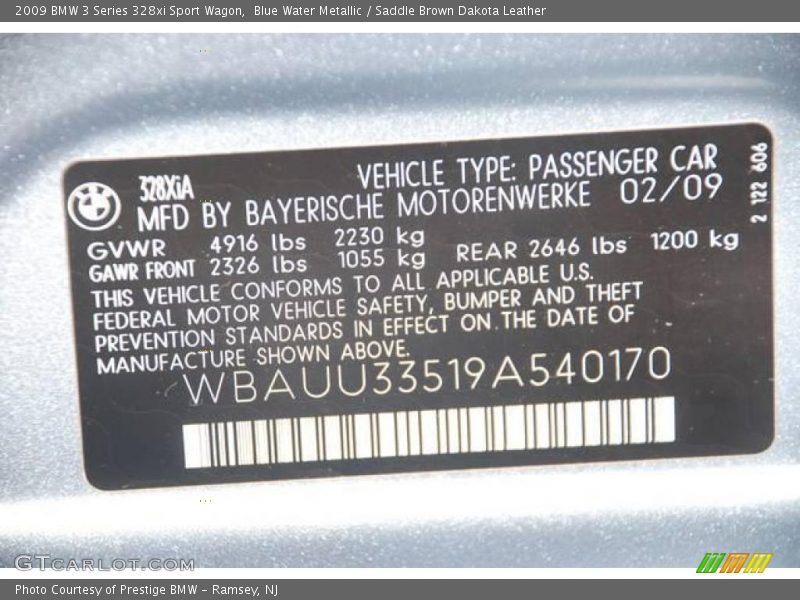 2009 BMW 3 Series 328xi Sport Wagon,  Blue Water Metallic / Saddle Brown Dakota Leather
328XiA
VEHICLE TYPE: PASSENGER CAR
MFD BY BAYERISCHE MOTORENWERKE 02/09
GVWR 4916 lbs 2230 kg
GAWR FRONT 2326 lbs 1055 kg REAR 2646 lbs 1200 kg
THIS VEHICLE CONFORMS TO ALL APPLICABLE U.S.
FEDERAL MOTOR VEHICLE SAFETY, BUMPER AND THEFT
PREVENTION STANDARDS IN EFFECT ON THE DATE OF
MANUFACTURE SHOWN ABOVE.
WBAUU33519A540170
2 122 606
GTCarLot.com
Photo Courtesy of Prestige BMW - Ramsey, NJ